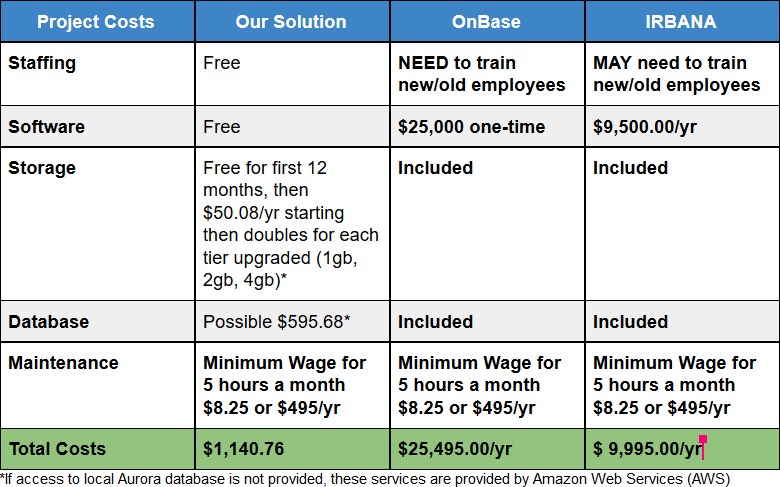 Project Costs Our Solution OnBase IRBANA
Staffing Free NEED to train new/old employees MAY need to train new/old employees
Software Free $25,000 one-time $9,500.00/yr
Storage Free for first 12 months, then $50.08/yr starting then doubles for each tier upgraded (1gb, 2gb, 4gb)* Included Included
Database Possible $595.68* Included Included
Maintenance Minimum Wage for 5 hours a month $8.25 or $495/yr Minimum Wage for 5 hours a month $8.25 or $495/yr Minimum Wage for 5 hours a month $8.25 or $495/yr
Total Costs $1,140.76 $25,495.00/yr $ 9,995.00/yr
*If access to local Aurora database is not provided, these services are provided by Amazon Web Services (AWS)